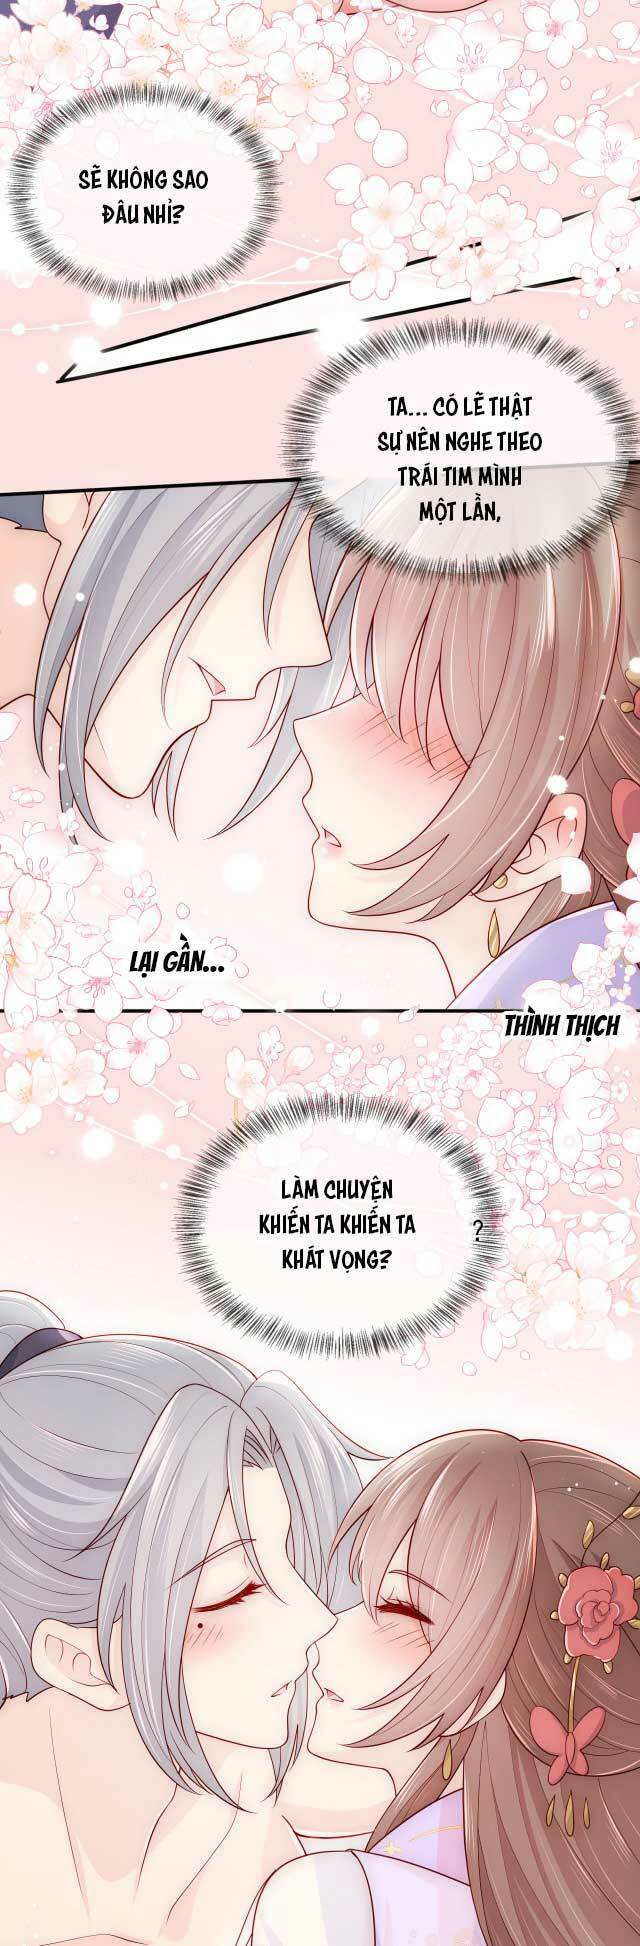 SẼ KHÔNG SAO
ĐÂU NHỈ?
TA... CÓ LẼ THẬT
SỰ NÊN NGHE THEO
TRÁI TIM MÌNH
MỘT LẦN,
LẠI GẦN...
THÌNH THỊCH
LÀM CHUYỆN
KHIẾN TA KHIẾN TA
KHÁT VỌNG?
?